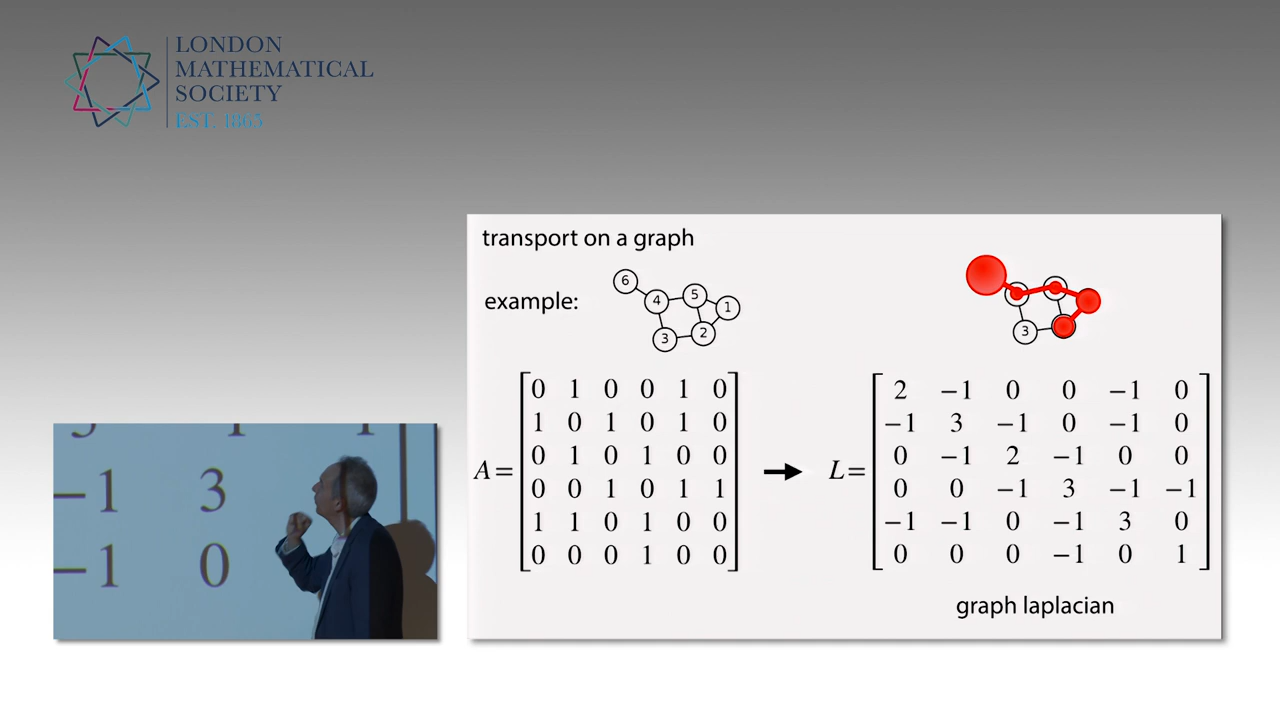 LONDON
MATHEMATICAL
SOCIETY
EST. 1865
transport on a graph
example:
6
4 5 1
3 2
3
A =
0 1 0 0 1 0
1 0 1 0 1 0
0 1 0 1 0 0
0 0 1 0 1 1
1 1 0 1 0 0
0 0 0 1 0 0
L =
2 −1 0 0 −1 0
−1 3 −1 0 −1 0
0 −1 2 −1 0 0
0 0 −1 3 −1 −1
−1 −1 0 −1 3 0
0 0 0 −1 0 1
graph laplacian
−1 3
−1 0